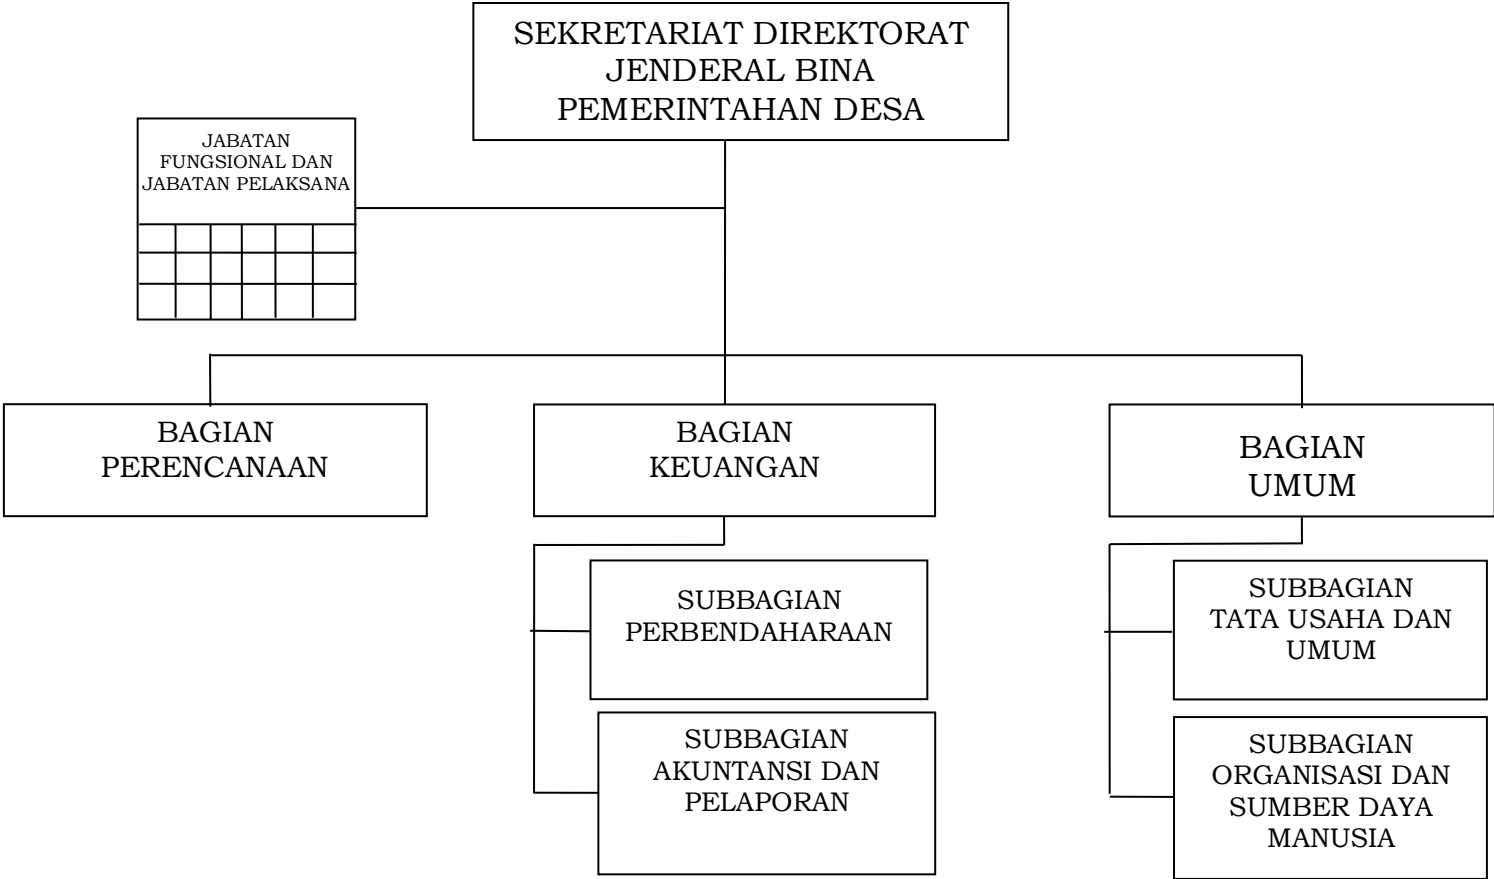 SEKRETARIAT DIREKTORAT
JENDERAL BINA
PEMERINTAHAN DESA
JABATAN
FUNGSIONAL DAN
JABATAN PELAKSANA
BAGIAN
PERENCANAAN
BAGIAN
KEUANGAN
BAGIAN
UMUM
SUBBAGIAN
PERBENDAHARAAN
SUBBAGIAN
AKUNTANSI DAN
PELAPORAN
SUBBAGIAN
TATA USAHA DAN
UMUM
SUBBAGIAN
ORGANISASI DAN
SUMBER DAYA
MANUSIA